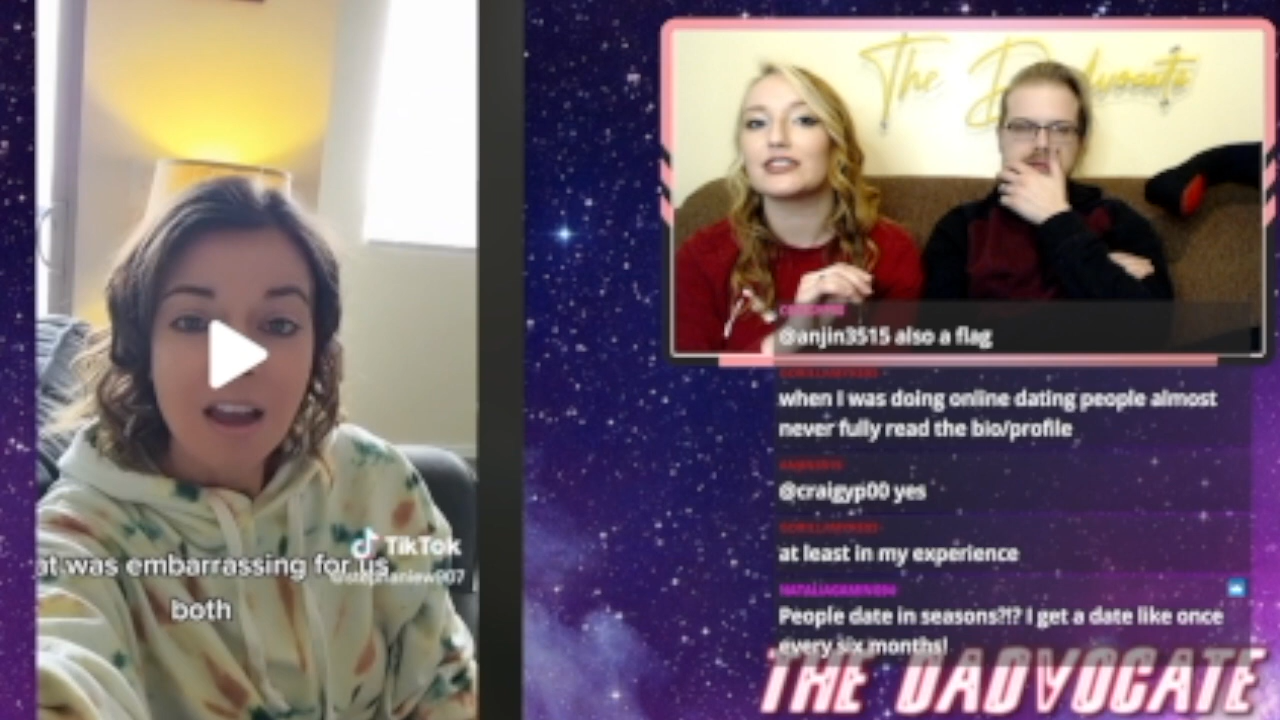 The Dadvocate
@anjin3515 also a flag
when I was doing online dating people almost
never fully read the bio/profile
@craigyp00 yes
at least in my experience
People date in seasons?!? I get a date like once
every six months!
THE DADVOCATE
TikTok
at was embarrassing for us
both